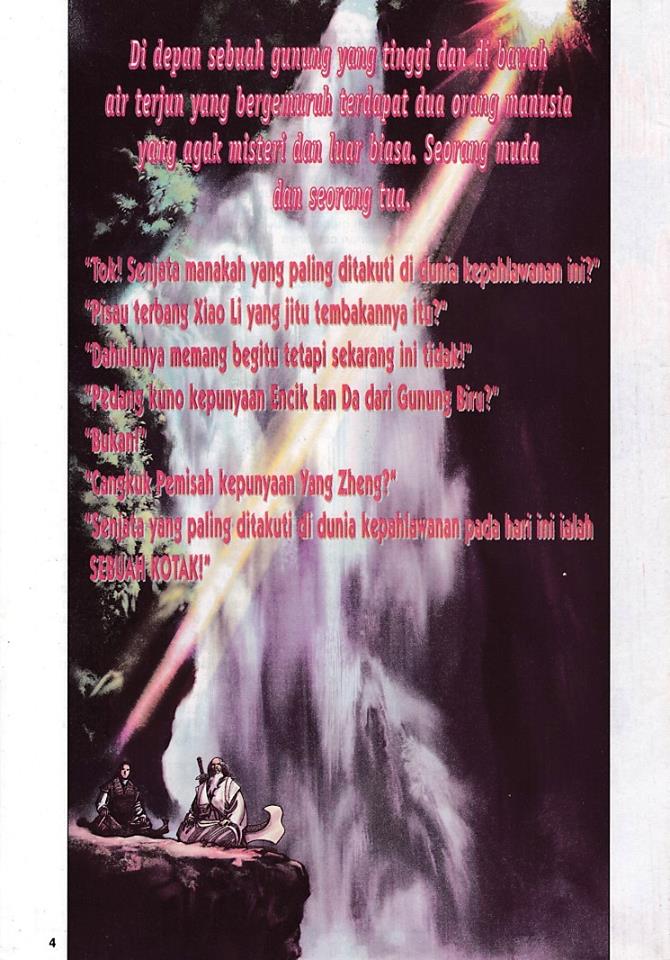 Di depan sebuah gunung yang tinggi dan di bawah
air terjun yang bergemuruh terdapat dua orang manusia
yang agak misteri dan luar biasa. Seorang muda
dan seorang tua.
"Tok! Senjata manakah yang paling ditakuti di dunia kepahlawanan ini?"
"Pisau terbang Xiao Li yang jitu tembakannya itu?"
"Dahulunya memang begitu tetapi sekarang ini tidak!"
"Pedang kuno kepunyaan Encik Lan Da dari Gunung Biru?"
"Bukan!"
"Cangkuk Pemisah kepunyaan Yang Zheng?"
"Senjata yang paling ditakuti di dunia kepahlawanan pada hari ini ialah
SEBUAH KOTAK!"
4